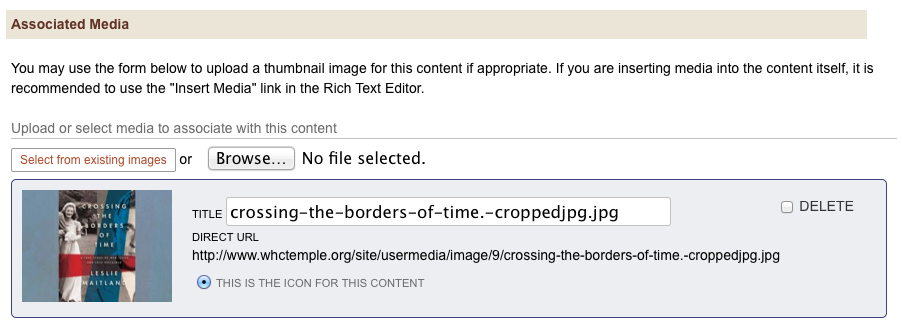 Associated Media
You may use the form below to upload a thumbnail image for this content if appropriate. If you are inserting media into the content itself, it is
recommended to use the "Insert Media" link in the Rich Text Editor.
Upload or select media to associate with this content
Select from existing images or Browse... No file selected.
CROSSING
THE
BORDERS
OF
TIME
LESLIE
MAITLAND
TITLE crossing-the-borders-of-time.-croppedjpg.jpg
DELETE
DIRECT URL
http://www.whctemple.org/site/usermedia/image/9/crossing-the-borders-of-time.-croppedjpg.jpg
THIS IS THE ICON FOR THIS CONTENT